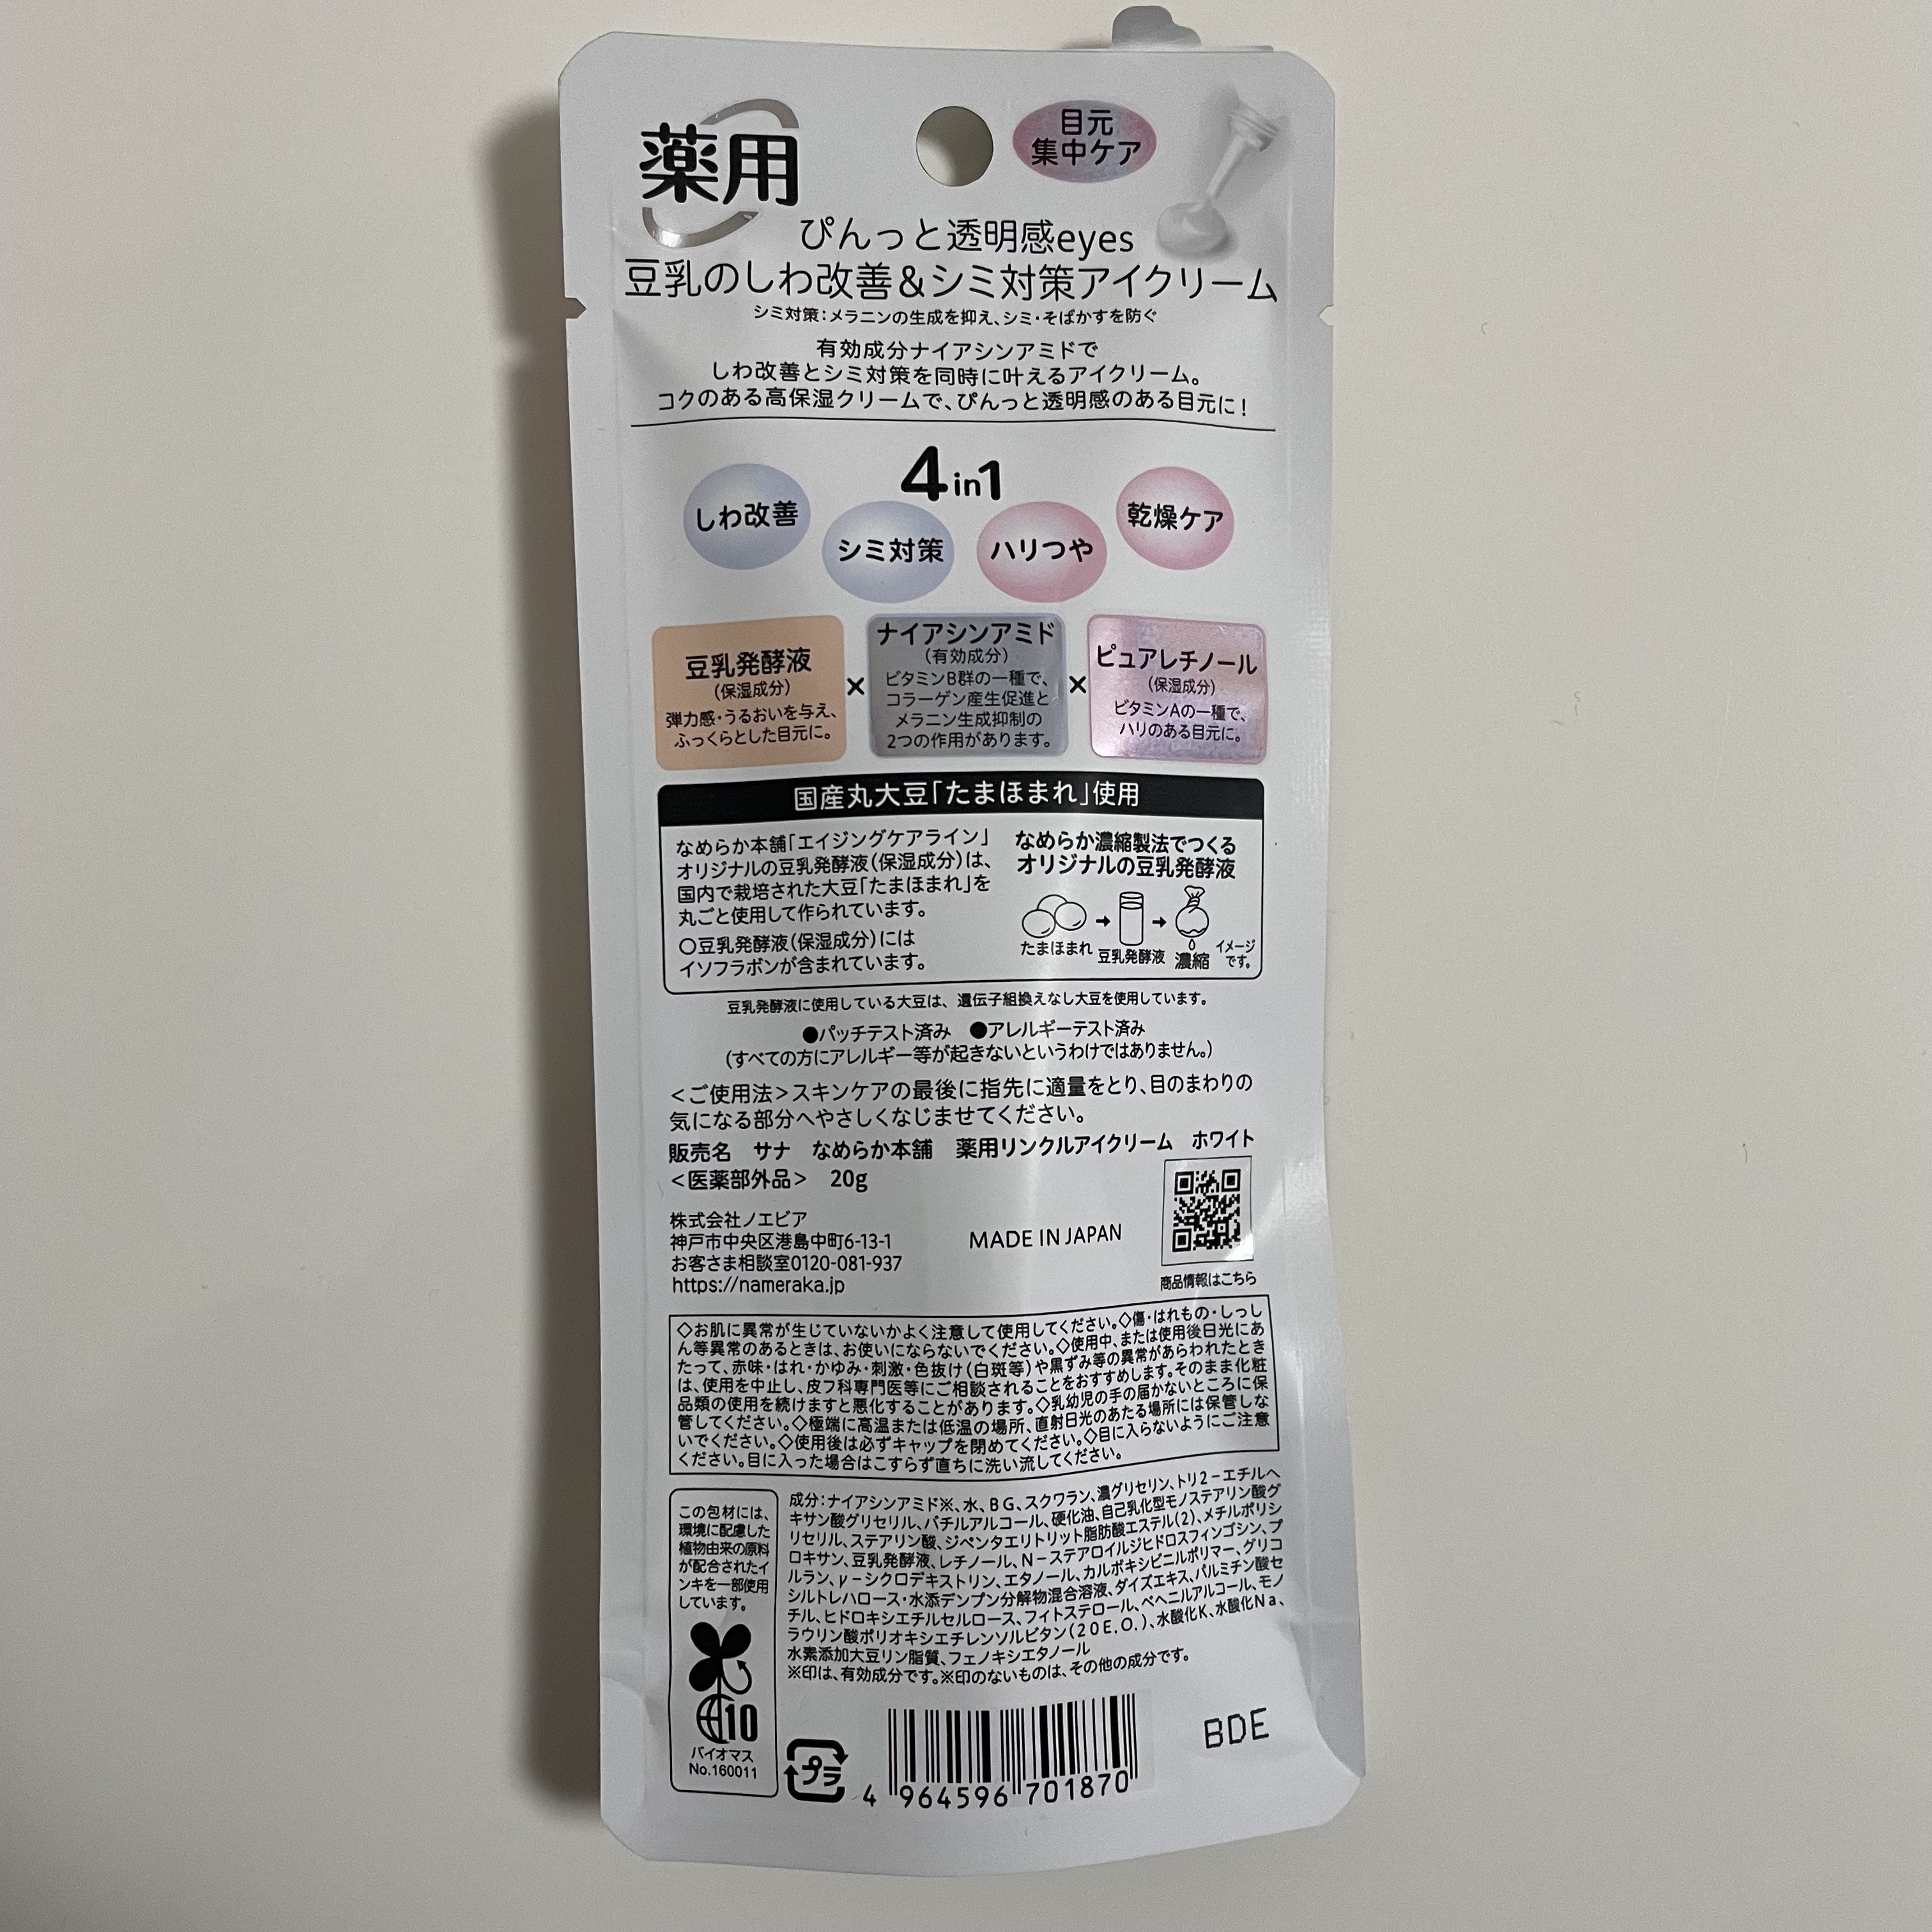 薬用
目元
集中ケア
ぴんっと透明感eyes
豆乳のしわ改善＆シミ対策アイクリーム
シミ対策:メラニンの生成を抑え、シミ・そばかすを防ぐ
有効成分ナイアシンアミドで
しわ改善とシミ対策を同時に叶えるアイクリーム。
コクのある高保湿クリームで、ぴんっと透明感のある目元に!
4in1
しわ改善
シミ対策
ハリつや
乾燥ケア
豆乳発酵液
(保湿成分)
弾力感・うるおいを与え、
ふっくらとした目元に。
×
ナイアシンアミド
(有効成分)
ビタミンB群の一種で、
コラーゲン産生促進と
メラニン生成抑制の
2つの作用があります。
×
ピュアレチノール
(保湿成分)
ビタミンAの一種で、
ハリのある目元に。
国産丸大豆「たまほまれ」使用
なめらか本舗「エイジングケアライン」
オリジナルの豆乳発酵液(保湿成分)は、
国内で栽培された大豆「たまほまれ」を
丸ごと使用して作られています。
○豆乳発酵液(保湿成分)には
イソフラボンが含まれています。
なめらか濃縮製法でつくる
オリジナルの豆乳発酵液
たまほまれ
豆乳発酵液
濃縮
イメージ
です。
豆乳発酵液に使用している大豆は、遺伝子組換えなし大豆を使用しています。
●パッチテスト済み ●アレルギーテスト済み
(すべての方にアレルギー等が起きないというわけではありません。)
＜ご使用法＞スキンケアの最後に指先に適量をとり、目のまわりの
気になる部分へやさしくなじませてください。
販売名 サナ なめらか本舗 薬用リンクルアイクリーム ホワイト
＜医薬部外品＞ 20g
株式会社ノエビア
神戸市中央区港島中町6-13-1
お客さま相談室0120-081-937
https://nameraka.jp
MADE IN JAPAN
商品情報はこちら
◇お肌に異常が生じていないかよく注意して使用してください。◇傷・はれもの・しっし
ん等異常のあるときは、お使いにならないでください。◇使用中、または使用後日光にあ
たって、赤味・はれ・かゆみ・刺激・色抜け(白斑等)や黒ずみ等の異常があらわれたとき
は、使用を中止し、皮フ科専門医等にご相談されることをおすすめします。そのまま化粧
品類の使用を続けますと悪化することがあります。◇乳幼児の手の届かないところに保
管してください。◇極端に高温または低温の場所、直射日光のあたる場所には保管しな
いでください。◇使用後は必ずキャップを閉めてください。◇目に入らないようにご注意
ください。目に入った場合はこすらず直ちに洗い流してください。
この包材には、
環境に配慮した
植物由来の原料
が配合されたイ
ンキを一部使用
しています。
10
バイオマス
No.160011
成分:ナイアシンアミド※、水、BG、スクワラン、濃グリセリン、トリ2-エチルヘ
キサン酸グリセリル、バチルアルコール、硬化油、自己乳化型モノステアリン酸グ
リセリル、ステアリン酸、ジペンタエリトリット脂肪酸エステル(2)、メチルポリシ
ロキサン、豆乳発酵液、レチノール、N-ステアロイルジヒドロスフィンゴシン、プ
ルラン、γ-シクロデキストリン、エタノール、カルボキシビニルポリマー、グリコ
シルトレハロース・水添デンプン分解物混合溶液、ダイズエキス、パルミチン酸セ
チル、ヒドロキシエチルセルロース、フィトステロール、ベヘニルアルコール、モノ
ラウリン酸ポリオキシエチレンソルビタン(20E.O.)、水酸化K、水酸化Na、
水素添加大豆リン脂質、フェノキシエタノール
※印は、有効成分です。※印のないものは、その他の成分です。
プラ
4 964596 701870
BDE